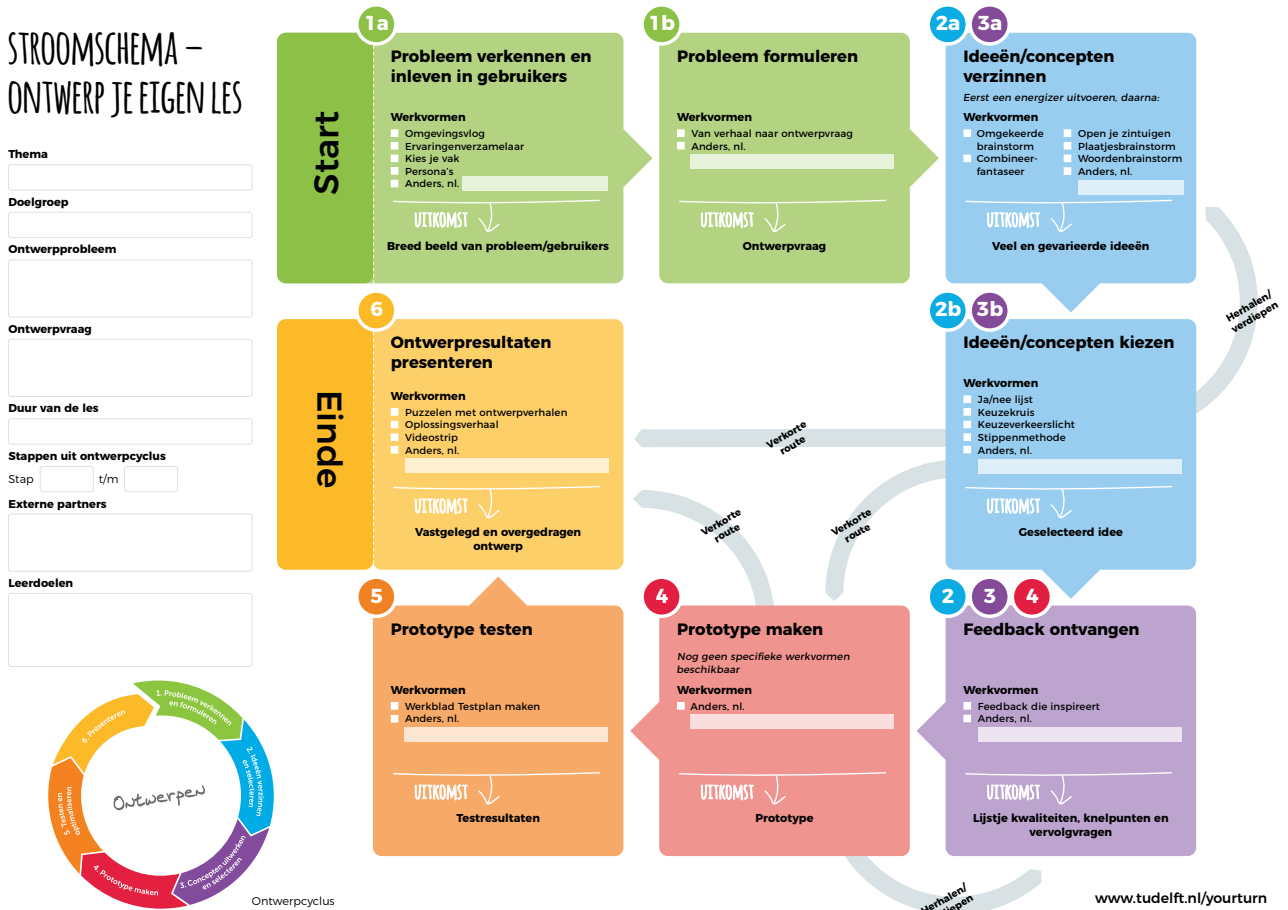 STROOMSCHEMA –
ONTWERP JE EIGEN LES
Thema
Doelgroep
Ontwerpprobleem
Ontwerpvraag
Duur van de les
Stappen uit ontwerpcyclus
Stap t/m
Externe partners
Leerdoelen
1. Probleem verkennen
en formuleren
2. Ideeën verzinnen
en selecteren
3. Concepten uitwerken
en selecteren
4. Prototype maken
5. Testen en
optimaliseren
6. Presenteren
Ontwerpen
Ontwerpcyclus
Start
1a
Probleem verkennen en
inleven in gebruikers
Werkvormen
Omgevingsvlog
Ervaringenverzamelaar
Kies je vak
Persona's
Anders, nl.
UITKOMST
Breed beeld van probleem/gebruikers
1b
Probleem formuleren
Werkvormen
Van verhaal naar ontwerpvraag
Anders, nl.
UITKOMST
Ontwerpvraag
2a 3a
Ideeën/concepten
verzinnen
Eerst een energizer uitvoeren, daarna:
Werkvormen
Omgekeerde
brainstorm
Combineer-
fantaseer
Open je zintuigen
Plaatjesbrainstorm
Woordenbrainstorm
Anders, nl.
UITKOMST
Veel en gevarieerde ideeën
Herhalen/
verdiepen
2b 3b
Ideeën/concepten kiezen
Werkvormen
Ja/nee lijst
Keuzekruis
Keuzeverkeerslicht
Stippenmethode
Anders, nl.
UITKOMST
Geselecteerd idee
Verkorte
route
Verkorte
route
Verkorte
route
2 3 4
Feedback ontvangen
Werkvormen
Feedback die inspireert
Anders, nl.
UITKOMST
Lijstje kwaliteiten, knelpunten en
vervolgvragen
4
Prototype maken
Nog geen specifieke werkvormen
beschikbaar
Werkvormen
Anders, nl.
UITKOMST
Prototype
Herhalen/
5
Prototype testen
Werkvormen
Werkblad Testplan maken
Anders, nl.
UITKOMST
Testresultaten
Einde
6
Ontwerpresultaten
presenteren
Werkvormen
Puzzelen met ontwerpverhalen
Oplossingsverhaal
Videostrip
Anders, nl.
UITKOMST
Vastgelegd en overgedragen
ontwerp
www.tudelft.nl/yourturn